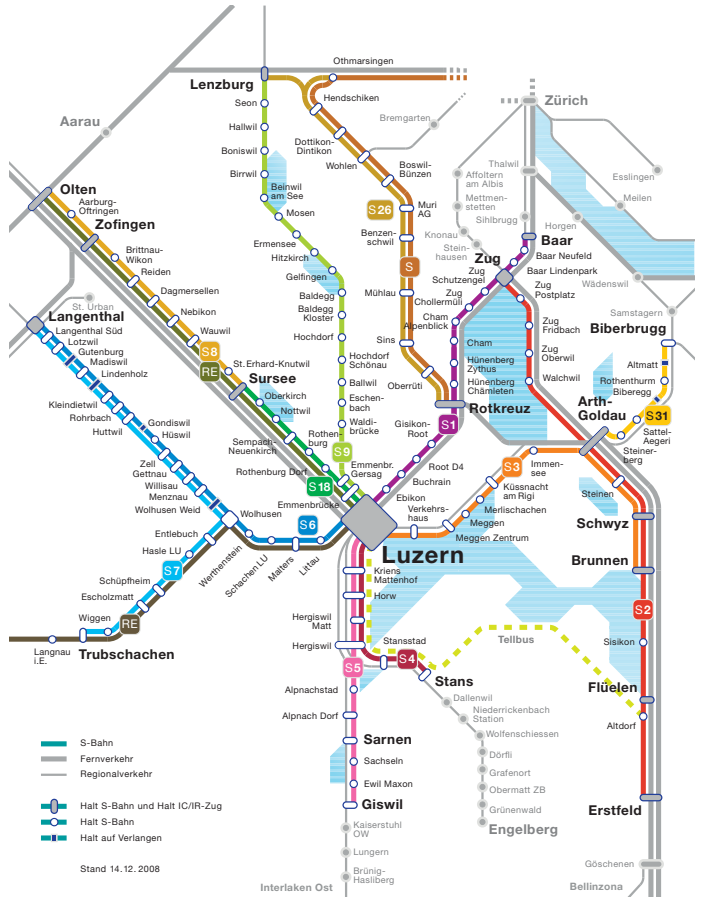 Othmarsingen
Lenzburg
Hendschiken
Seon
Aarau
Bremgarten
Zürich
Hallwil
Dottikon-
Dintikon
Boniswil
Wohlen
Boswil-
Bünzen
Thalwil
Affoltern
am Albis
Esslingen
Birrwil
Beinwil
am See
Olten
Aarburg-
Oftringen
Muri
AG
Mettmen-
stetten
Meilen
Mosen
S26
Sihlbrugg
Horgen
Zofingen
Benzen-
schwil
Knonau
Stein-
hausen
Baar
Ermensee
Hitzkirch
Baar Neufeld
Brittnau-
Wikon
S
Zug
Baar Lindenpark
Reiden
Gelfingen
Zug
Schutzengel
Wädenswil
Dagmersellen
Baldegg
Mühlau
Zug
Chollermüli
Zug
Postplatz
St. Urban
Samstagern
Nebikon
Baldegg
Kloster
Cham
Alpenblick
Langenthal
Zug
Fridbach
Biberbrugg
Langenthal Süd
Wauwil
Hochdorf
Sins
Cham
Lotzwil
S8
Gutenburg
RE
St. Erhard-Knutwil
Hochdorf
Schönau
Hünenberg
Zythus
Zug
Oberwil
Altmatt
Madiswil
Lindenholz
Sursee
Ballwil
Oberrüti
Hünenberg
Chämleten
Walchwil
Rothenthurm
Biberegg
Oberkirch
Eschen-
bach
Rotkreuz
Arth-
Goldau
S31
Kleindietwil
Nottwil
Gondiswil
Rohrbach
Hüswil
Huttwil
Waldi-
brücke
Gisikon-
Root
S1
Sattel-
Aegeri
Rothen-
burg
Sempach-
Neuenkirch
S9
Steiner-
berg
Zell
Gettnau
Emmenbr.
Gersag
Root D4
S3
Immen-
see
Rothenburg Dorf
Buchrain
Willisau
S18
Küssnacht
am Rigi
Steinen
Menznau
Ebikon
Wolhusen Weid
Emmenbrücke
Verkehrs-
haus
Merlischachen
Wolhusen
S6
Meggen
Schwyz
Entlebuch
Meggen Zentrum
Luzern
Hasle LU
Werthenstein
Schachen LU
Malters
Littau
Brunnen
S7
Kriens
Mattenhof
Schüpfheim
Escholzmatt
Horw
S2
Wiggen
RE
Hergiswil
Matt
Tellbus
Stansstad
Sisikon
Langnau
i.E.
Trubschachen
Hergiswil
S4
S5
Stans
Alpnachstad
Flüelen
Dallenwil
Niederrickenbach
Station
Alpnach Dorf
Altdorf
Wolfenschiessen
Sarnen
S-Bahn
Dörfli
Fernverkehr
Sachseln
Grafenort
Regionalverkehr
Ewil Maxon
Obermatt ZB
Halt S-Bahn und Halt IC/IR-Zug
Giswil
Grünenwald
Erstfeld
Halt S-Bahn
Kaiserstuhl
OW
Engelberg
Halt auf Verlangen
Lungern
Göschenen
Stand 14.12.2008
Brünig-
Hasliberg
Interlaken Ost
Bellinzona